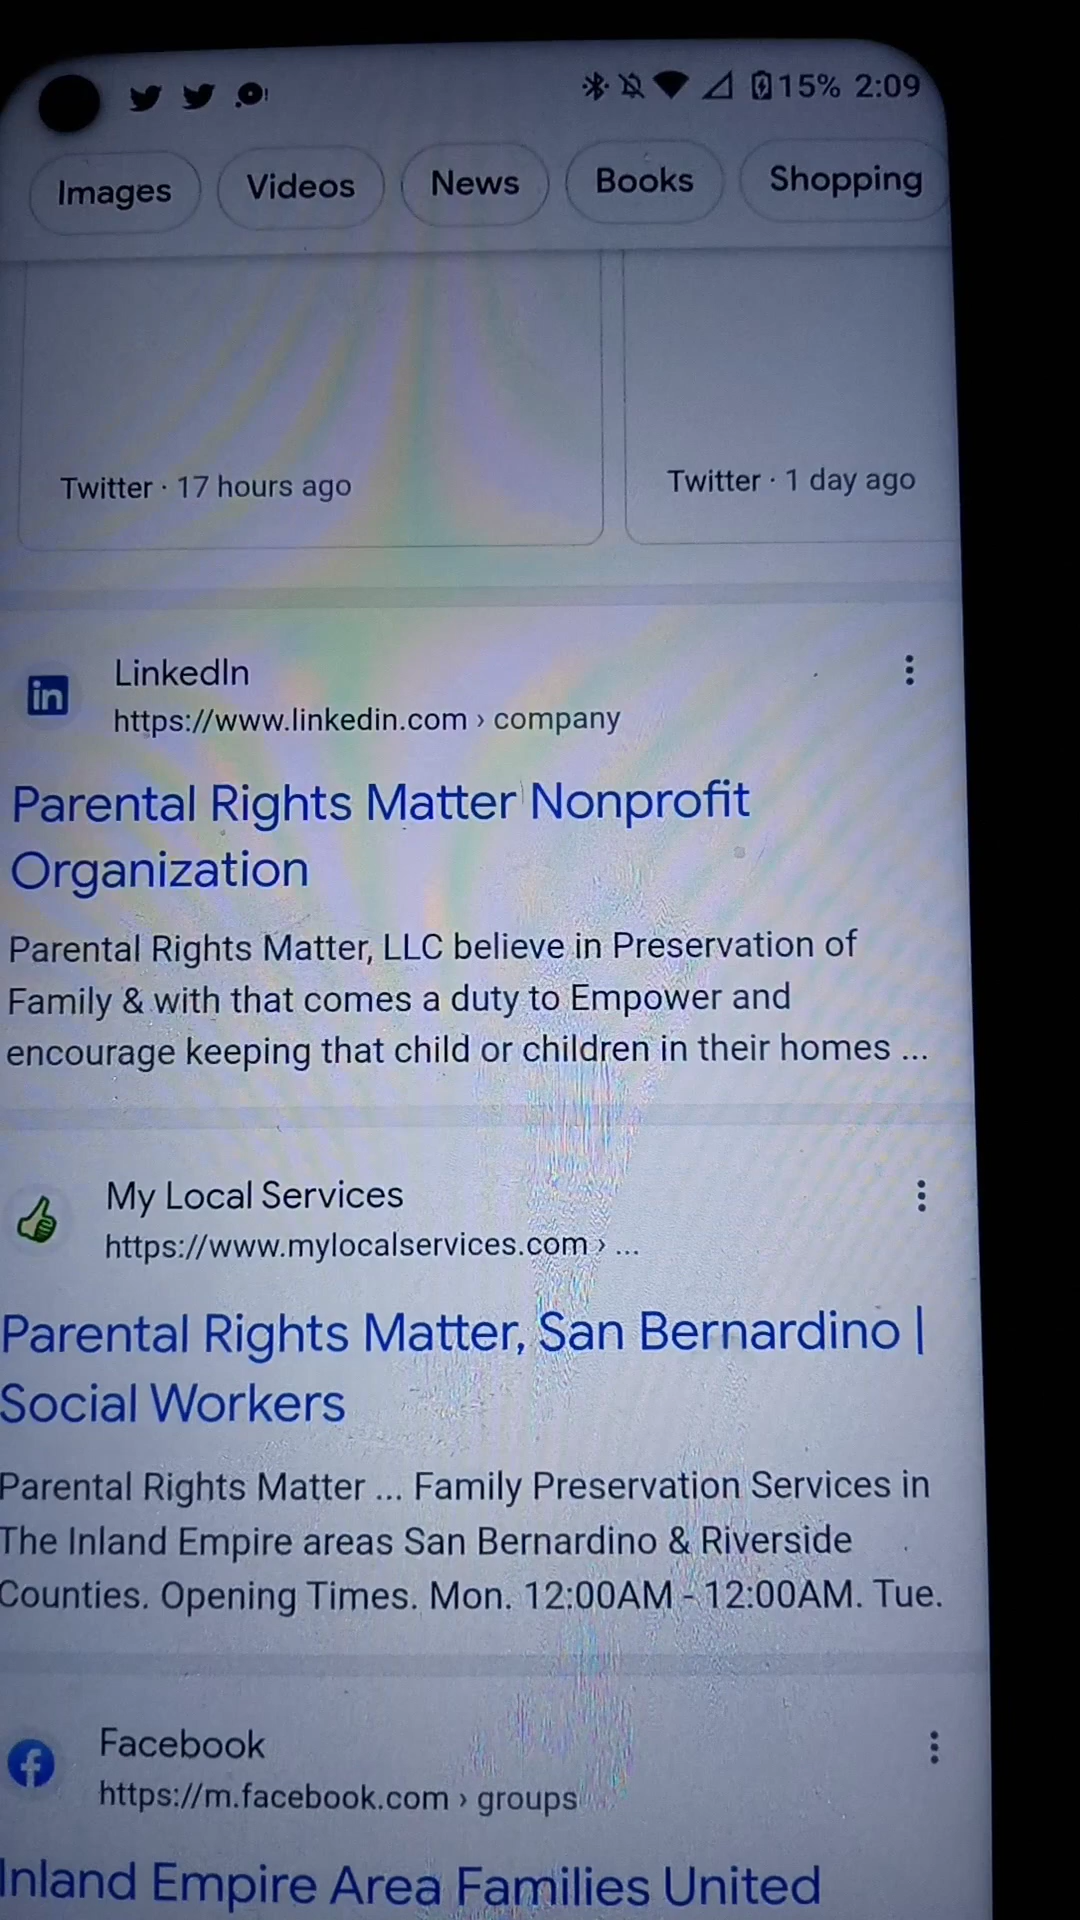 15% 2:09
Images Videos News Books Shopping
Twitter · 17 hours ago
Twitter · 1 day ago
LinkedIn
https://www.linkedin.com › company
Parental Rights Matter Nonprofit
Organization
Parental Rights Matter, LLC believe in Preservation of
Family & with that comes a duty to Empower and
encourage keeping that child or children in their homes ...
My Local Services
https://www.mylocalservices.com › ...
Parental Rights Matter, San Bernardino |
Social Workers
Parental Rights Matter ... Family Preservation Services in
The Inland Empire areas San Bernardino & Riverside
Counties. Opening Times. Mon. 12:00AM - 12:00AM. Tue.
Facebook
https://m.facebook.com › groups
Inland Empire Area Families United